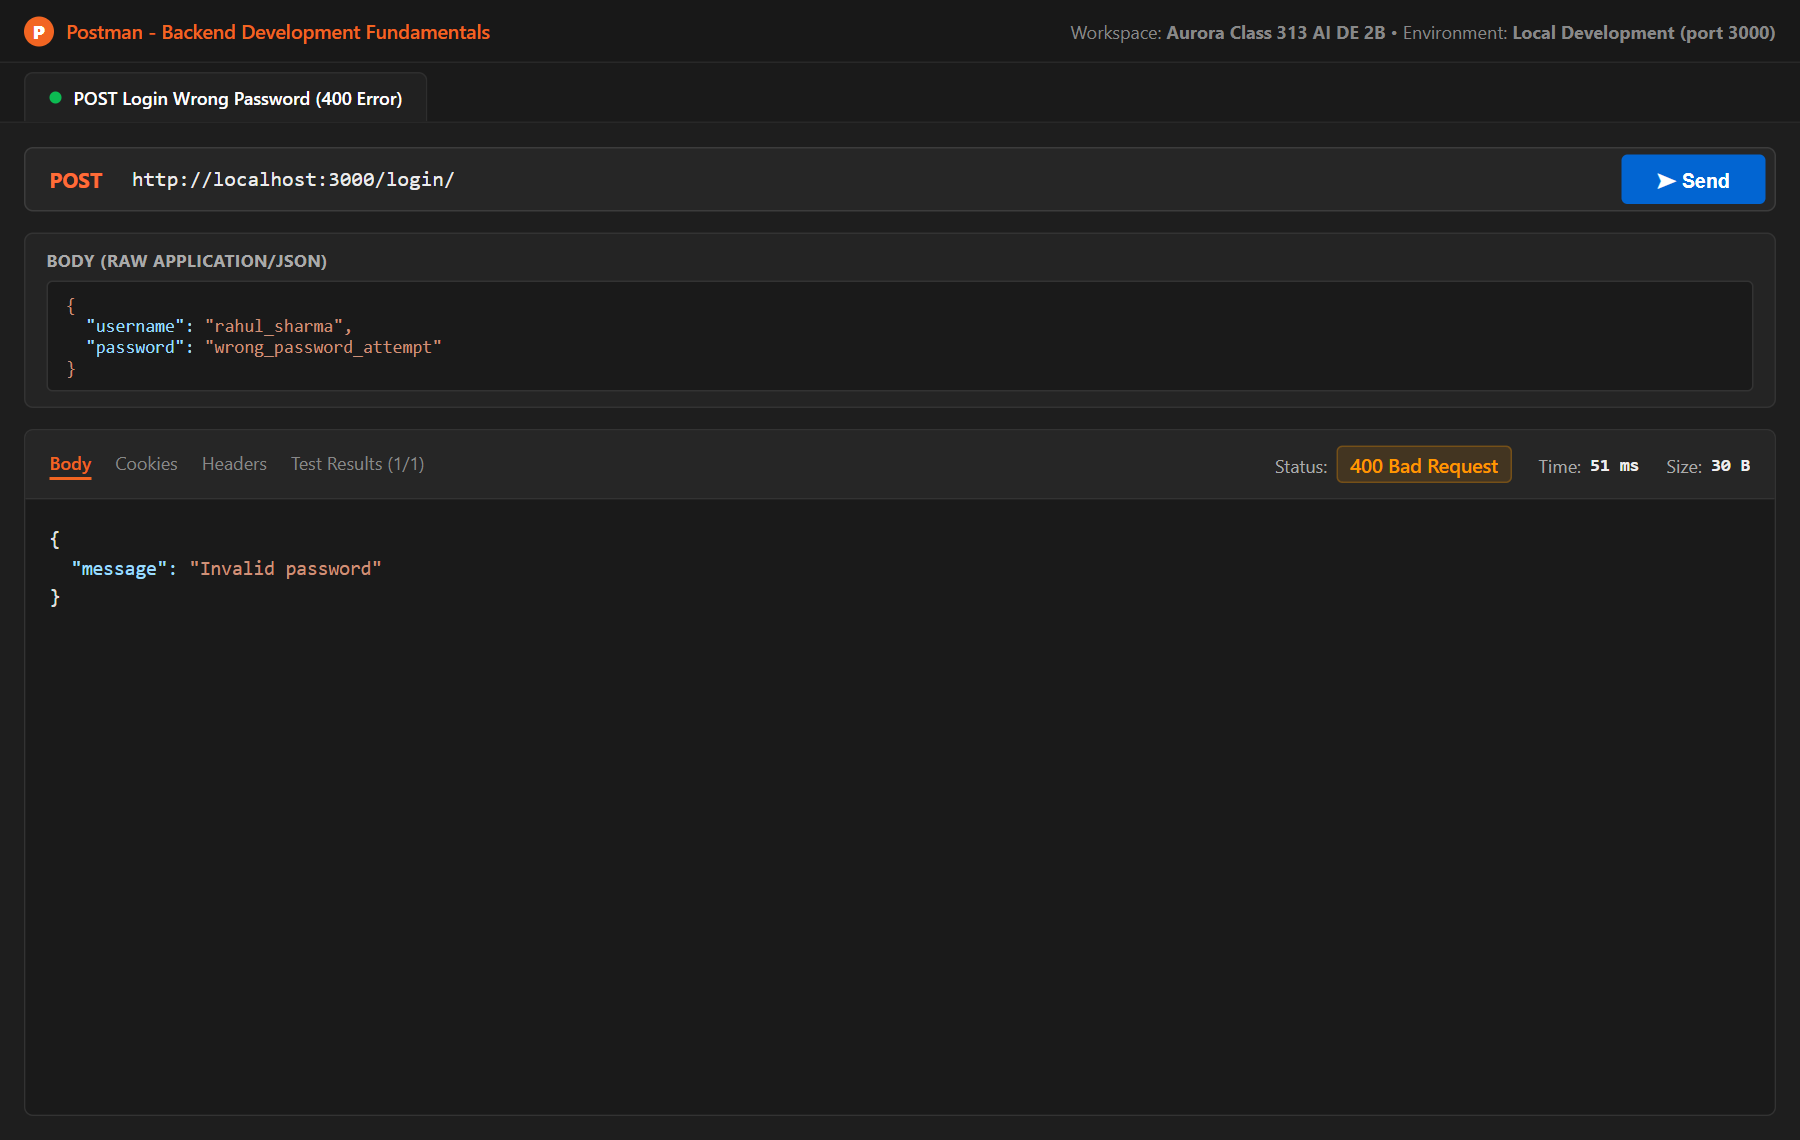 P Postman - Backend Development Fundamentals
Workspace: Aurora Class 313 AI DE 2B • Environment: Local Development (port 3000)
POST Login Wrong Password (400 Error)
POST http://localhost:3000/login/
➤ Send
BODY (RAW APPLICATION/JSON)
{
  "username": "rahul_sharma",
  "password": "wrong_password_attempt"
}
Body Cookies Headers Test Results (1/1)
Status: 400 Bad Request Time: 51 ms Size: 30 B
{
  "message": "Invalid password"
}